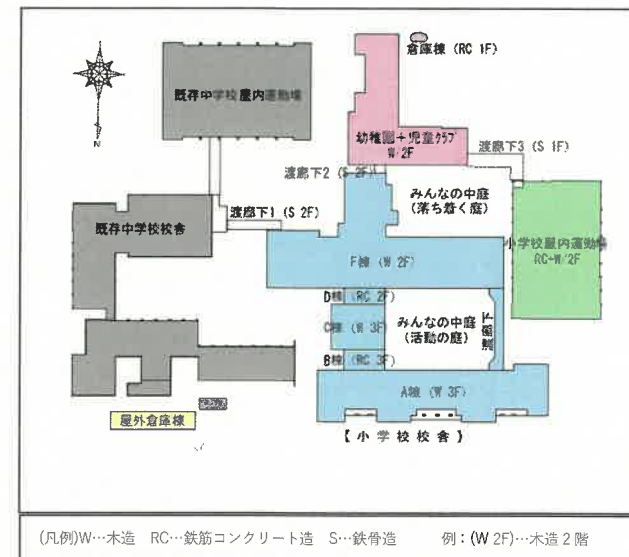 倉庫棟 (RC 1F)
既存中学校屋内運動場
幼稚園+児童クラブ
W/2F
渡廊下3 (S 1F)
N
渡廊下2 (S 2F)
みんなの中庭
(落ち着く庭)
渡廊下1 (S 2F)
既存中学校校舎
小学校屋内運動場
RC+W/2F
F棟 (W 2F)
D棟 (RC 2F)
C棟 (W 3F)
みんなの中庭
(活動の庭)
渡廊下
B棟 (RC 3F)
A棟 (W 3F)
屋外倉庫棟
【小学校校舎】
(凡例)W…木造 RC…鉄筋コンクリート造 S…鉄骨造 例:(W 2F)…木造2階